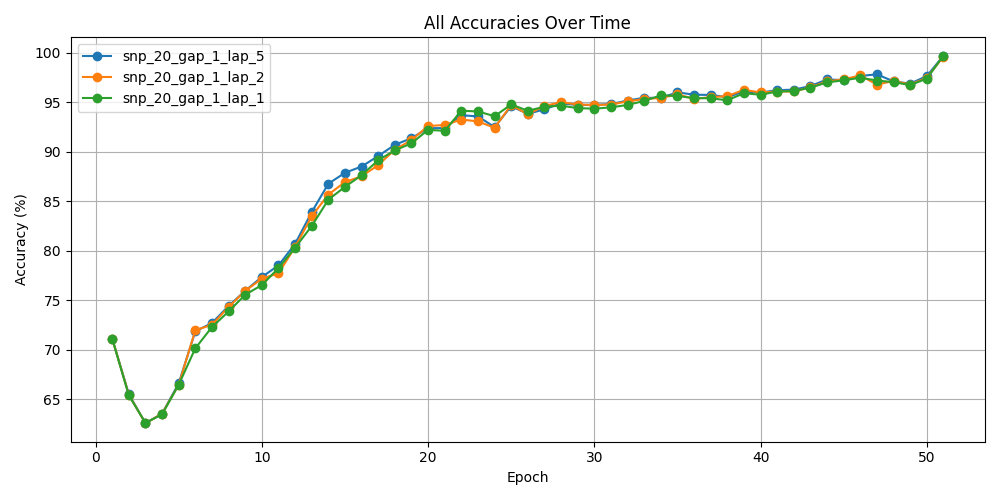 All Accuracies Over Time
snp_20_gap_1_lap_5
snp_20_gap_1_lap_2
snp_20_gap_1_lap_1
Accuracy (%)
100
95
90
85
80
75
70
65
0 10 20 30 40 50
Epoch